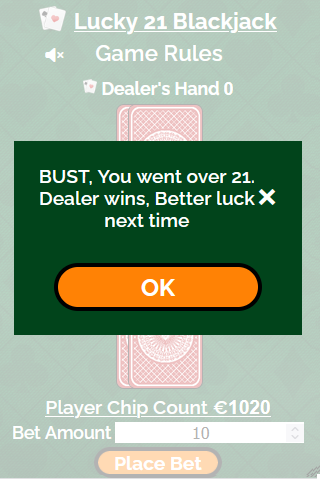 Lucky 21 Blackjack
Game Rules
Dealer's Hand 0
BUST, You went over 21.
Dealer wins, Better luck
next time
OK
Player Chip Count €1020
Bet Amount 10
Place Bet